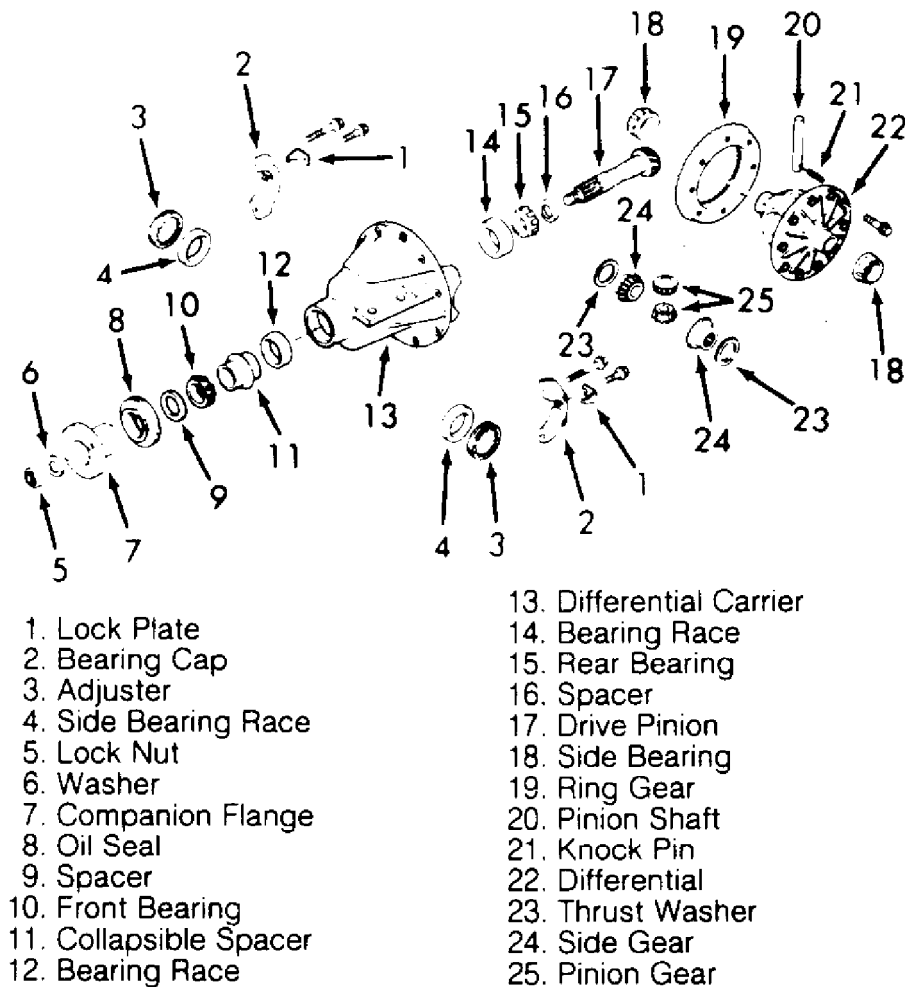 18
19
20
2
17
21
16
3
15
22
1
14
24
12
4
25
10
8
23
18
6
13
11
24
23
9
1
5
7
4
3
2
1. Lock Plate
2. Bearing Cap
3. Adjuster
4. Side Bearing Race
5. Lock Nut
6. Washer
7. Companion Flange
8. Oil Seal
9. Spacer
10. Front Bearing
11. Collapsible Spacer
12. Bearing Race
13. Differential Carrier
14. Bearing Race
15. Rear Bearing
16. Spacer
17. Drive Pinion
18. Side Bearing
19. Ring Gear
20. Pinion Shaft
21. Knock Pin
22. Differential
23. Thrust Washer
24. Side Gear
25. Pinion Gear